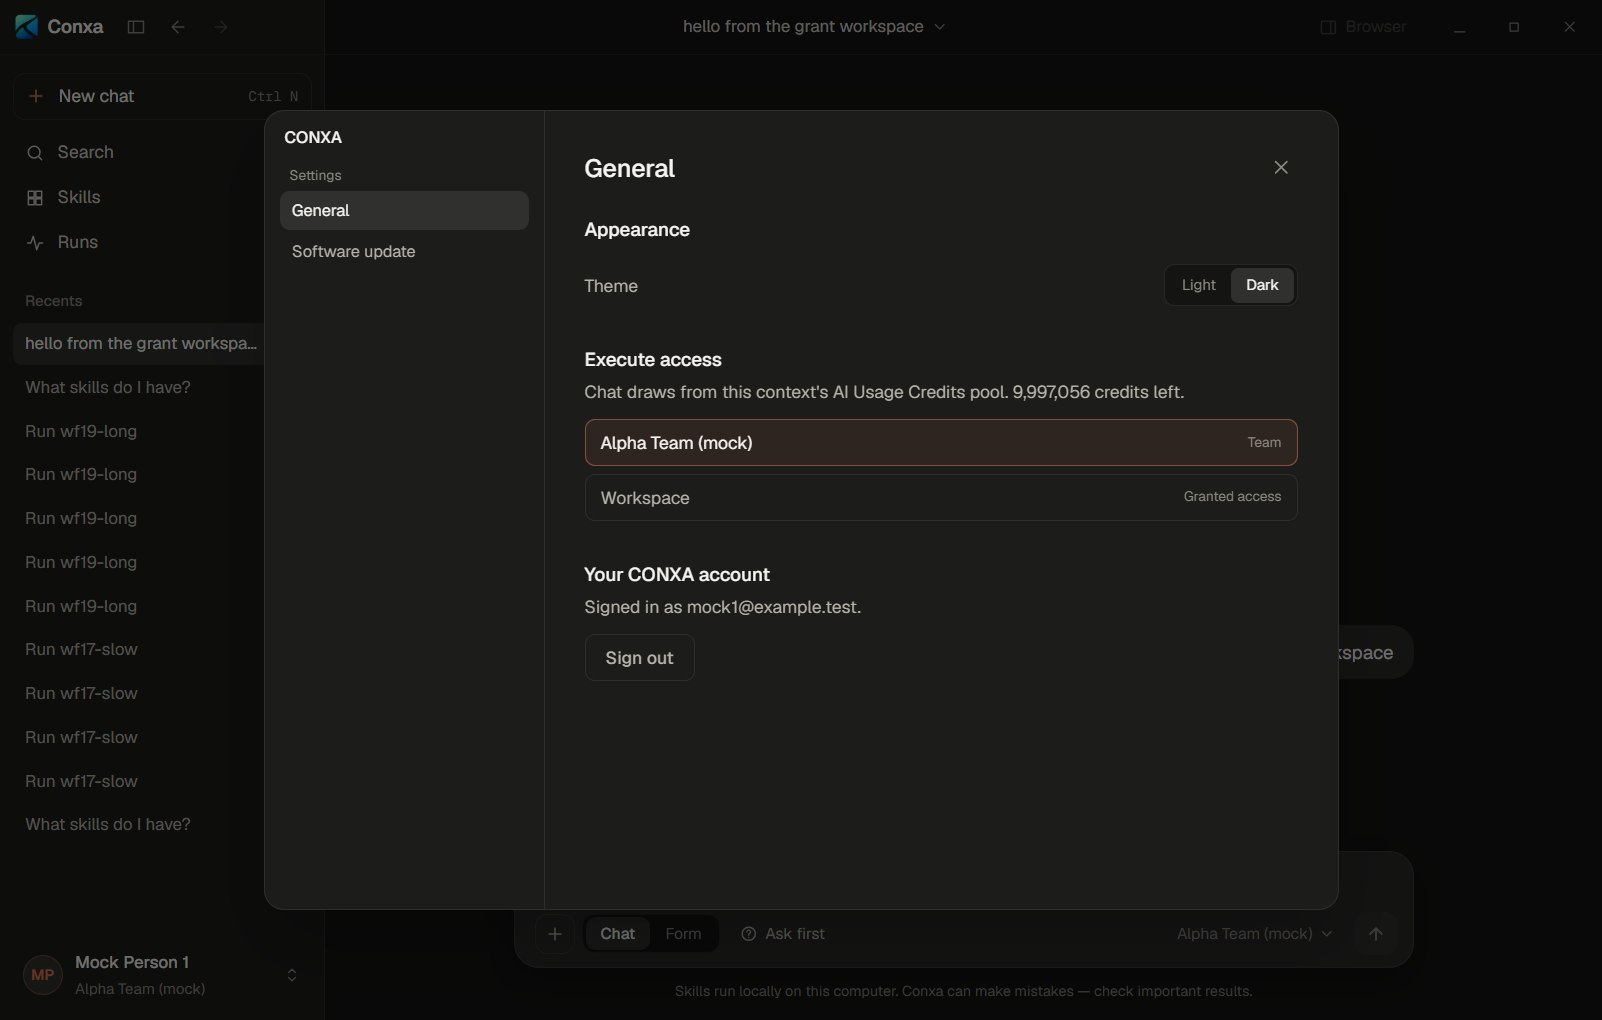 Conxa
hello from the grant workspace
Browser
New chat
Ctrl N
Search
Skills
Runs
Recents
hello from the grant workspa...
What skills do I have?
Run wf19-long
Run wf19-long
Run wf19-long
Run wf19-long
Run wf19-long
Run wf17-slow
Run wf17-slow
Run wf17-slow
Run wf17-slow
What skills do I have?
MP
Mock Person 1
Alpha Team (mock)
CONXA
Settings
General
Software update
General
Appearance
Theme
Light
Dark
Execute access
Chat draws from this context's AI Usage Credits pool. 9,997,056 credits left.
Alpha Team (mock)
Team
Workspace
Granted access
Your CONXA account
Signed in as mock1@example.test.
Sign out
kspace
Chat
Form
Ask first
Alpha Team (mock)
Skills run locally on this computer. Conxa can make mistakes — check important results.